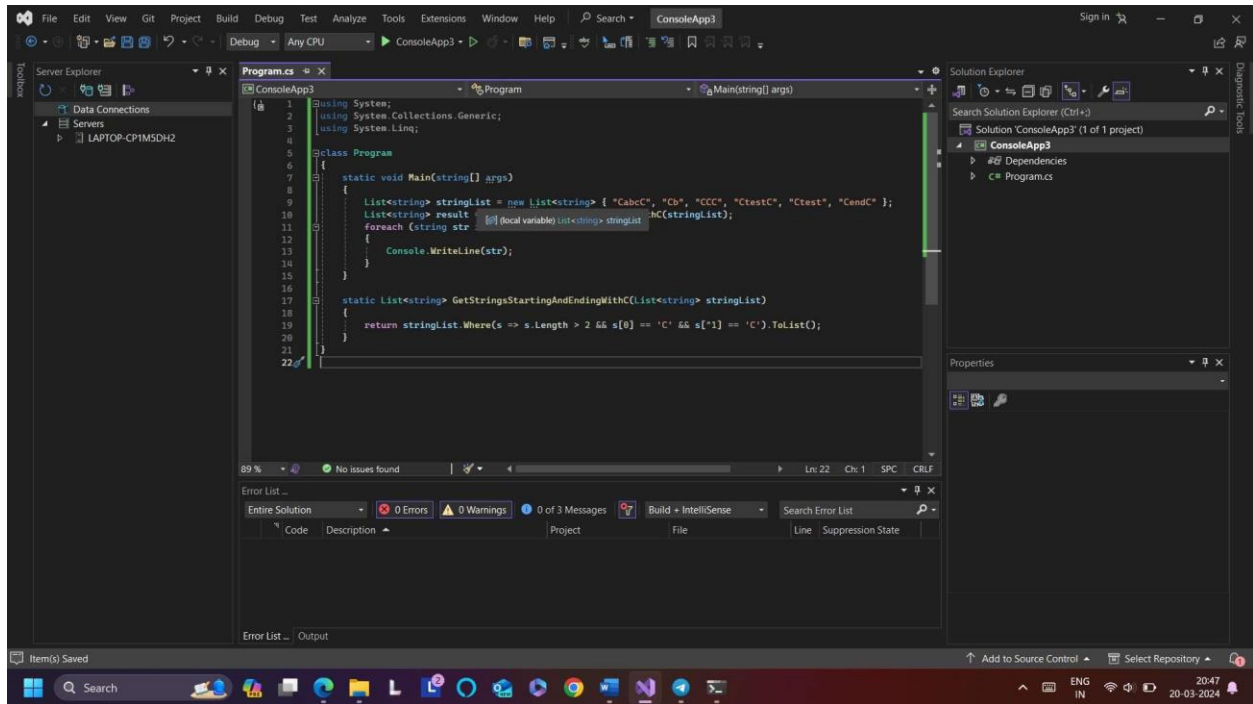 File Edit View Git Project Build Debug Test Analyze Tools Extensions Window Help Search ConsoleApp3 Sign in
Debug Any CPU ConsoleApp3
Toolbox
Server Explorer
Data Connections
Servers
LAPTOP-CP1M5DH2
Program.cs
ConsoleApp3 Program Main(string[] args)
1 using System;
2 using System.Collections.Generic;
3 using System.Linq;
4
5 class Program
6 {
7 static void Main(string[] args)
8 {
9 List<string> stringList = new List<string> { "CabcC", "Cb", "CCC", "CtestC", "Ctest", "CendC" };
10 List<string> result hC(stringList);
(local variable) List<string> stringList
11 foreach (string str
12 {
13 Console.WriteLine(str);
14 }
15 }
16
17 static List<string> GetStringsStartingAndEndingWithC(List<string> stringList)
18 {
19 return stringList.Where(s => s.Length > 2 && s[0] == 'C' && s[^1] == 'C').ToList();
20 }
21 }
22
89 % No issues found Ln: 22 Ch: 1 SPC CRLF
Error List ...
Entire Solution 0 Errors 0 Warnings 0 of 3 Messages Build + IntelliSense Search Error List
Code Description Project File Line Suppression State
Error List ... Output
Solution Explorer
Search Solution Explorer (Ctrl+;)
Solution 'ConsoleApp3' (1 of 1 project)
ConsoleApp3
Dependencies
C# Program.cs
Properties
Diagnostic Tools
Item(s) Saved Add to Source Control Select Repository
Search ENG IN 20:47 20-03-2024